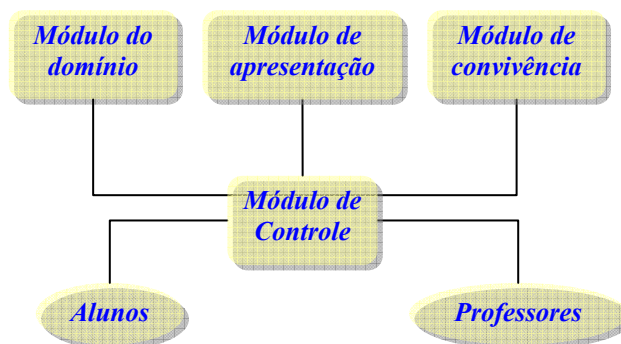 Módulo do
domínio
Módulo de
apresentação
Módulo de
convivência
Módulo de
Controle
Alunos
Professores